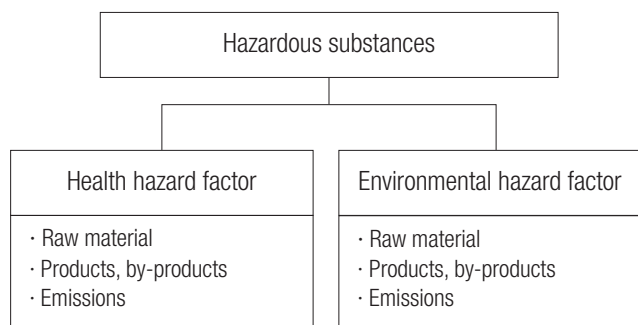 Hazardous substances
Health hazard factor
· Raw material
· Products, by-products
· Emissions
Environmental hazard factor
· Raw material
· Products, by-products
· Emissions